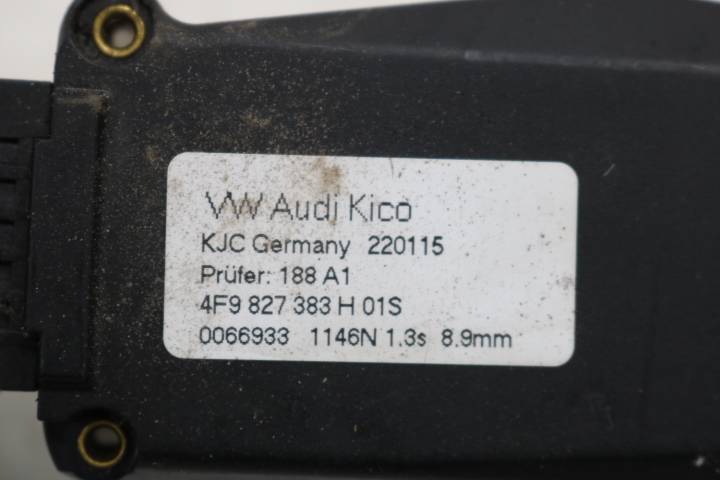 VW Audi Kico
KJC Germany 220115
Prüfer: 188 A1
4F9 827 383 H 01S
0066933 1146N 1.3s 8.9mm